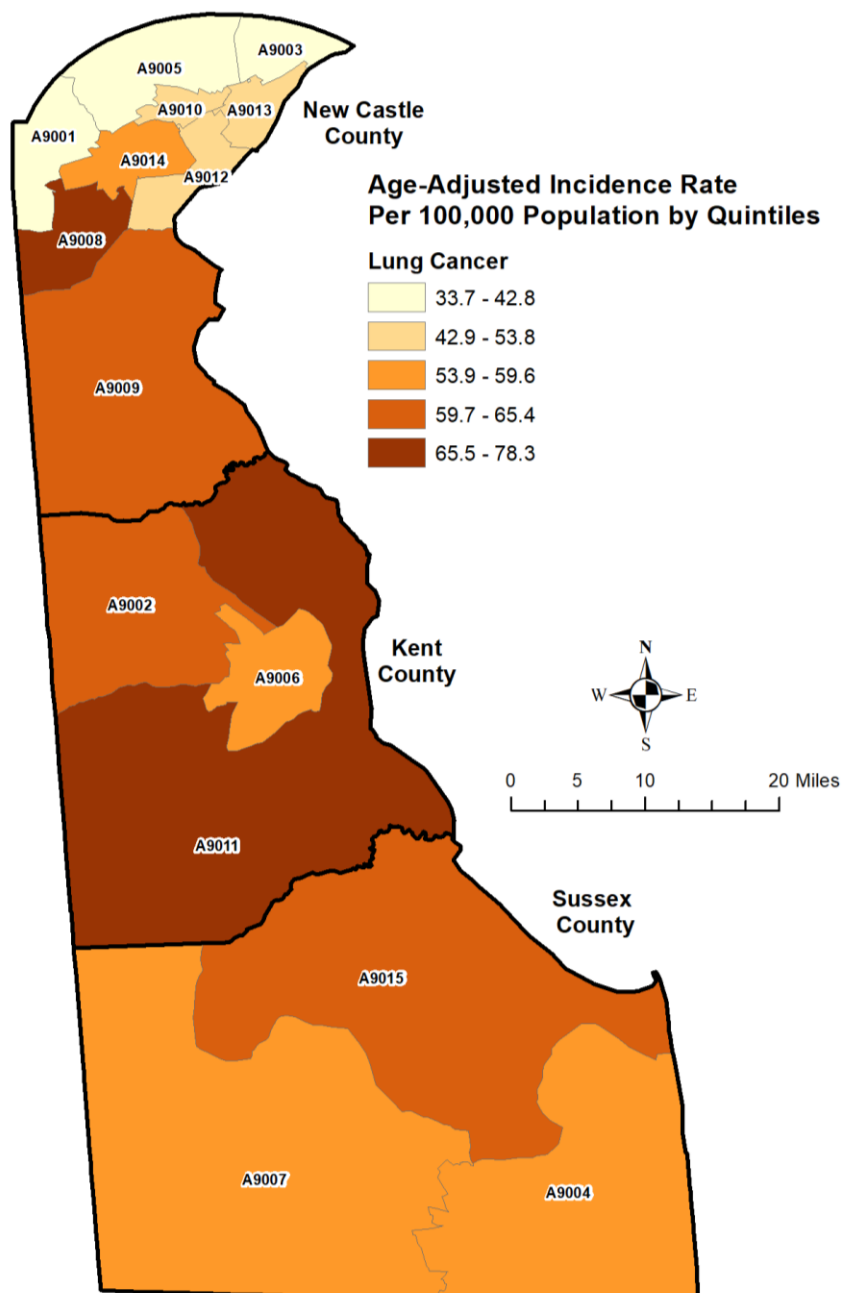 A9003
A9005
A9010
A9013
New Castle
County
A9001
A9014
A9012
Age-Adjusted Incidence Rate
Per 100,000 Population by Quintiles
A9008
Lung Cancer
33.7 - 42.8
42.9 - 53.8
53.9 - 59.6
A9009
59.7 - 65.4
65.5 - 78.3
A9002
Kent
County
N
W E
S
A9006
0 5 10 20 Miles
A9011
Sussex
County
A9015
A9007
A9004